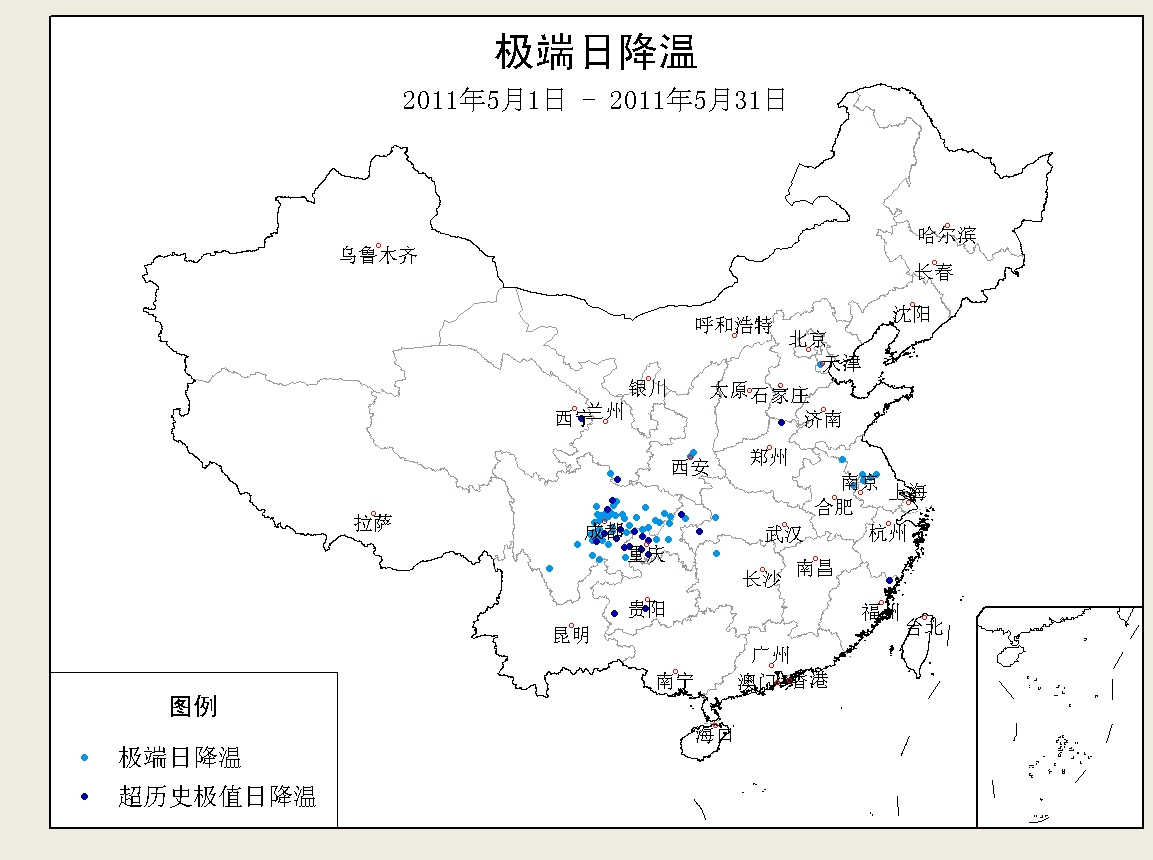 极端日降温
2011年5月1日 - 2011年5月31日
哈尔滨
乌鲁木齐
长春
沈阳
呼和浩特
北京
天津
银川
太原
石家庄
西宁
兰州
济南
西安
郑州
南京
上海
合肥
拉萨
成都
武汉
杭州
重庆
南昌
长沙
贵阳
福州
台北
昆明
广州
南宁
澳门
香港
海口
图例
极端日降温
超历史极值日降温